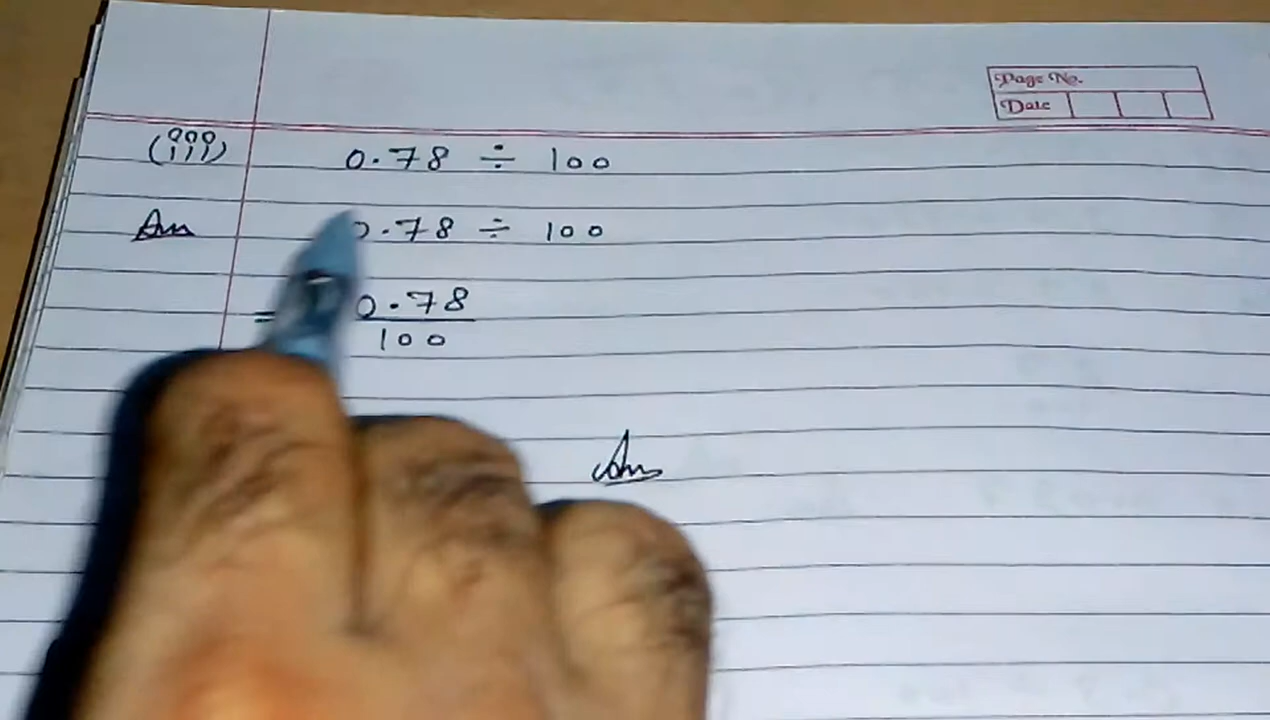 Page No.
Date
(iii) 0.78 ÷ 100
Ans 0.78 ÷ 100
= 0.78
100
Ans